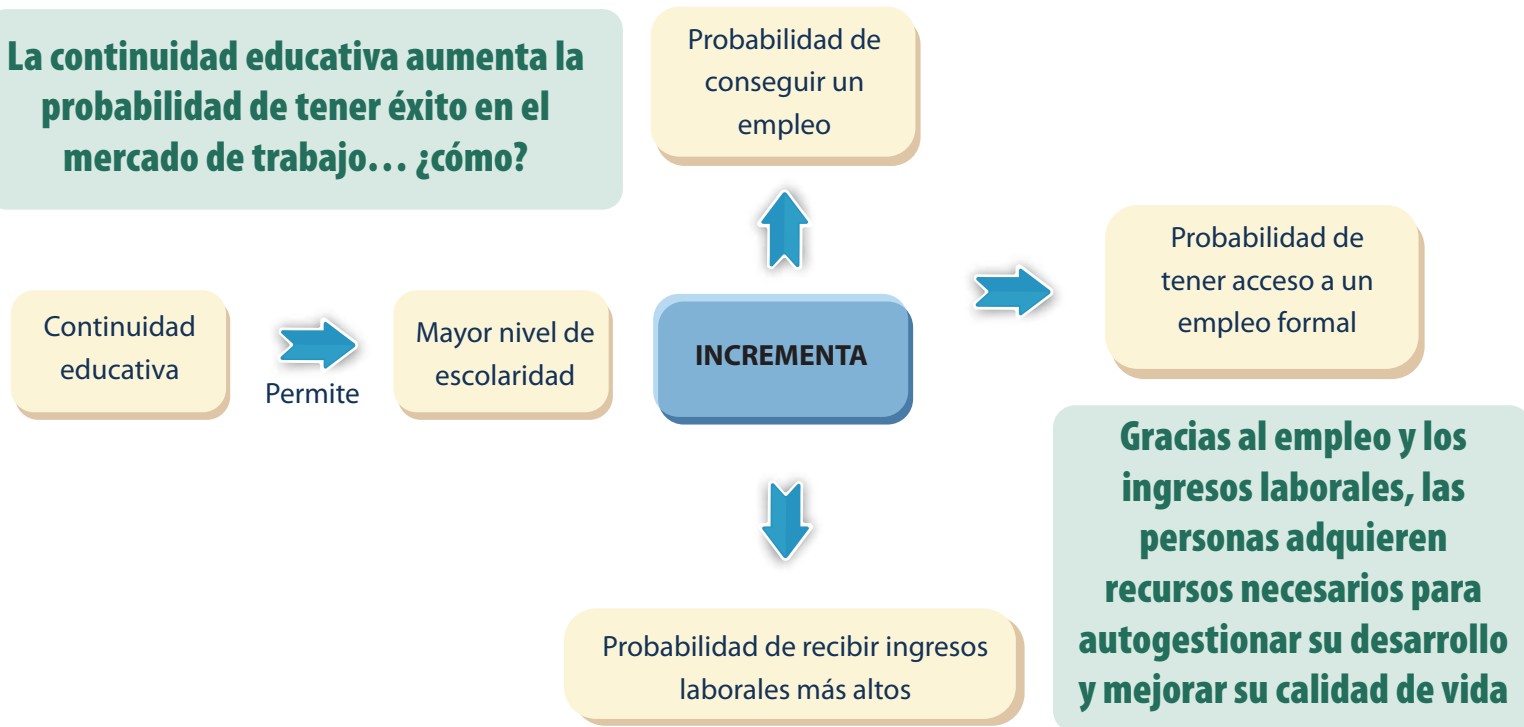 La continuidad educativa aumenta la
probabilidad de tener éxito en el
mercado de trabajo… ¿cómo?
Probabilidad de
conseguir un
empleo
Continuidad
educativa
Permite
Mayor nivel de
escolaridad
INCREMENTA
Probabilidad de
tener acceso a un
empleo formal
Probabilidad de recibir ingresos
laborales más altos
Gracias al empleo y los
ingresos laborales, las
personas adquieren
recursos necesarios para
autogestionar su desarrollo
y mejorar su calidad de vida